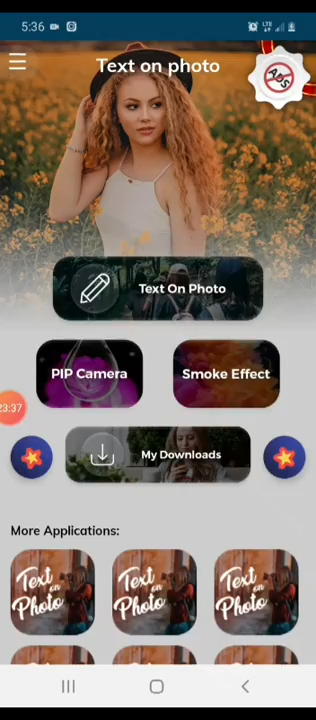 5:36
LTE
Text on photo
ADS
Text On Photo
PIP Camera
Smoke Effect
23:37
My Downloads
More Applications:
Text on Photo
Text on Photo
Text on Photo